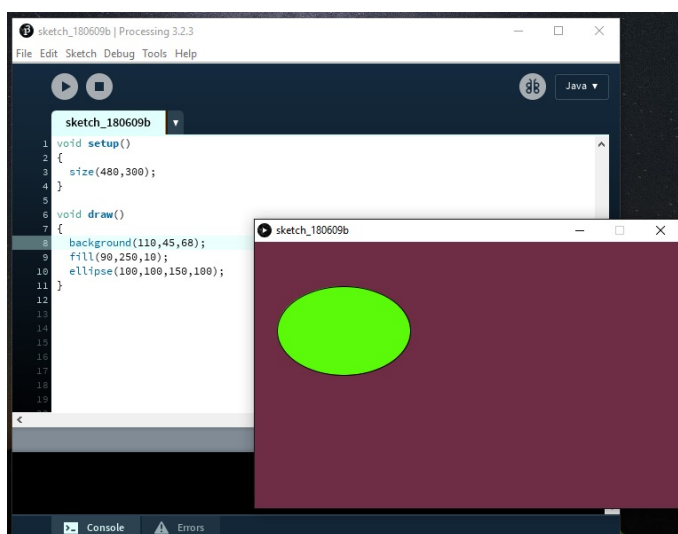 sketch_180609b | Processing 3.2.3
File Edit Sketch Debug Tools Help
Java ▾
sketch_180609b ▾
1 void setup()
2 {
3 size(480,300);
4 }
5
6 void draw()
7 {
8 background(110,45,68);
9 fill(90,250,10);
10 ellipse(100,100,150,100);
11 }
12
13
14
15
16
17
18
19
sketch_180609b
Console Errors